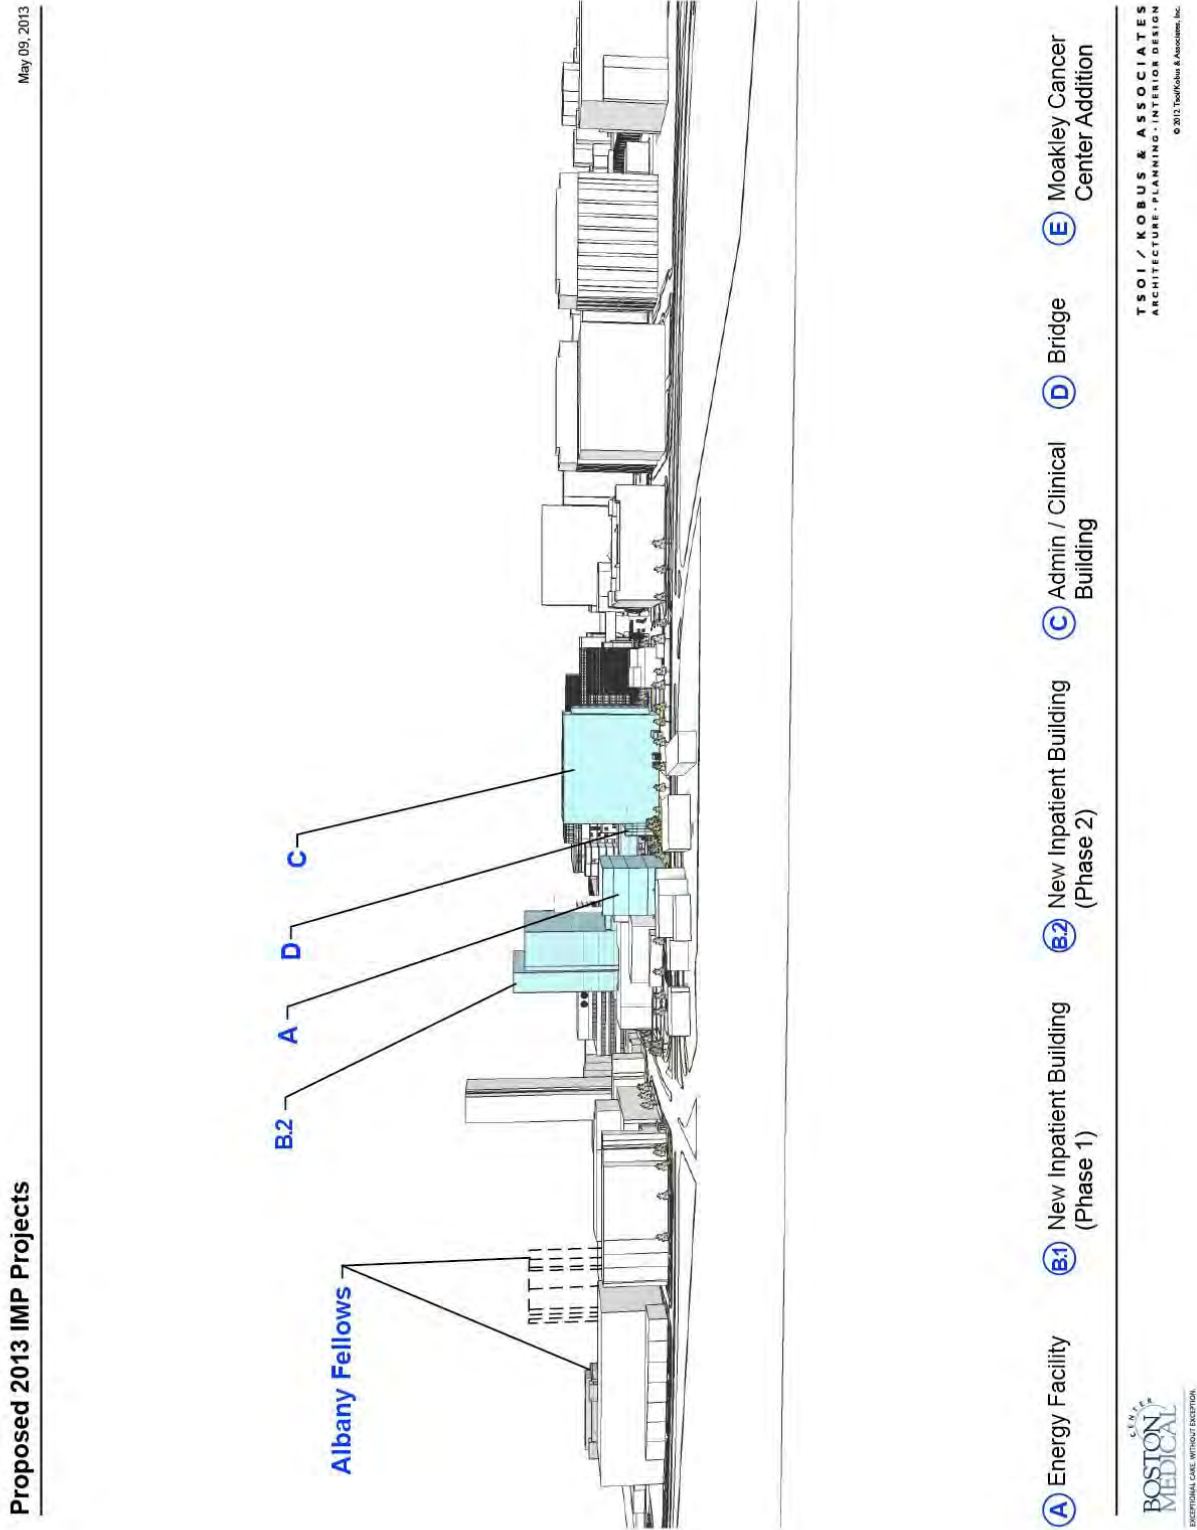 Proposed 2013 IMP Projects
May 09, 2013
Albany Fellows
B.2
A
D
C
A Energy Facility
B.1 New Inpatient Building
(Phase 1)
B.2 New Inpatient Building
(Phase 2)
C Admin / Clinical
Building
D Bridge
E Moakley Cancer
Center Addition
BOSTON
MEDICAL
CENTER
EXCEPTIONAL CARE. WITHOUT EXCEPTION.
TSOI / KOBUS & ASSOCIATES
ARCHITECTURE • PLANNING • INTERIOR DESIGN
© 2012 Tsoi/Kobus & Associates, Inc.